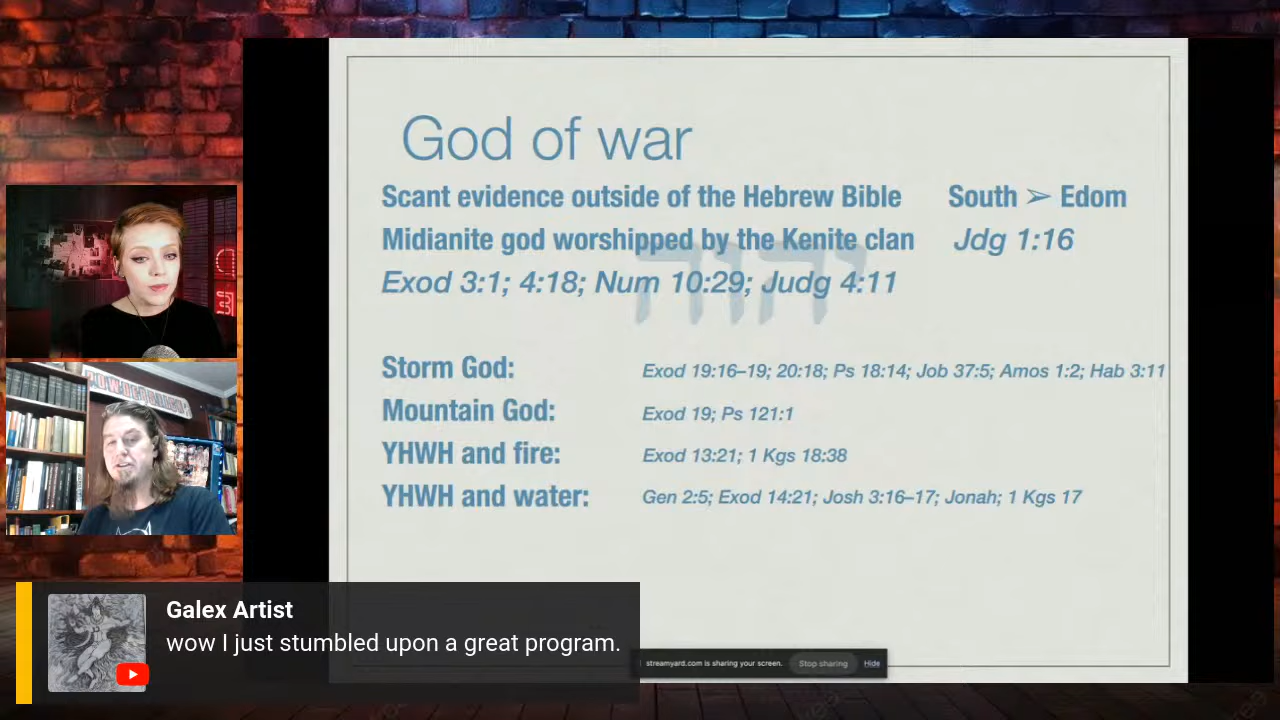 God of war
Scant evidence outside of the Hebrew Bible South ➢ Edom
Midianite god worshipped by the Kenite clan Jdg 1:16
Exod 3:1; 4:18; Num 10:29; Judg 4:11
יהוה
Storm God: Exod 19:16–19; 20:18; Ps 18:14; Job 37:5; Amos 1:2; Hab 3:11
Mountain God: Exod 19; Ps 121:1
YHWH and fire: Exod 13:21; 1 Kgs 18:38
YHWH and water: Gen 2:5; Exod 14:21; Josh 3:16–17; Jonah; 1 Kgs 17
Galex Artist
wow I just stumbled upon a great program.
streamyard.com is sharing your screen. Stop sharing Hide